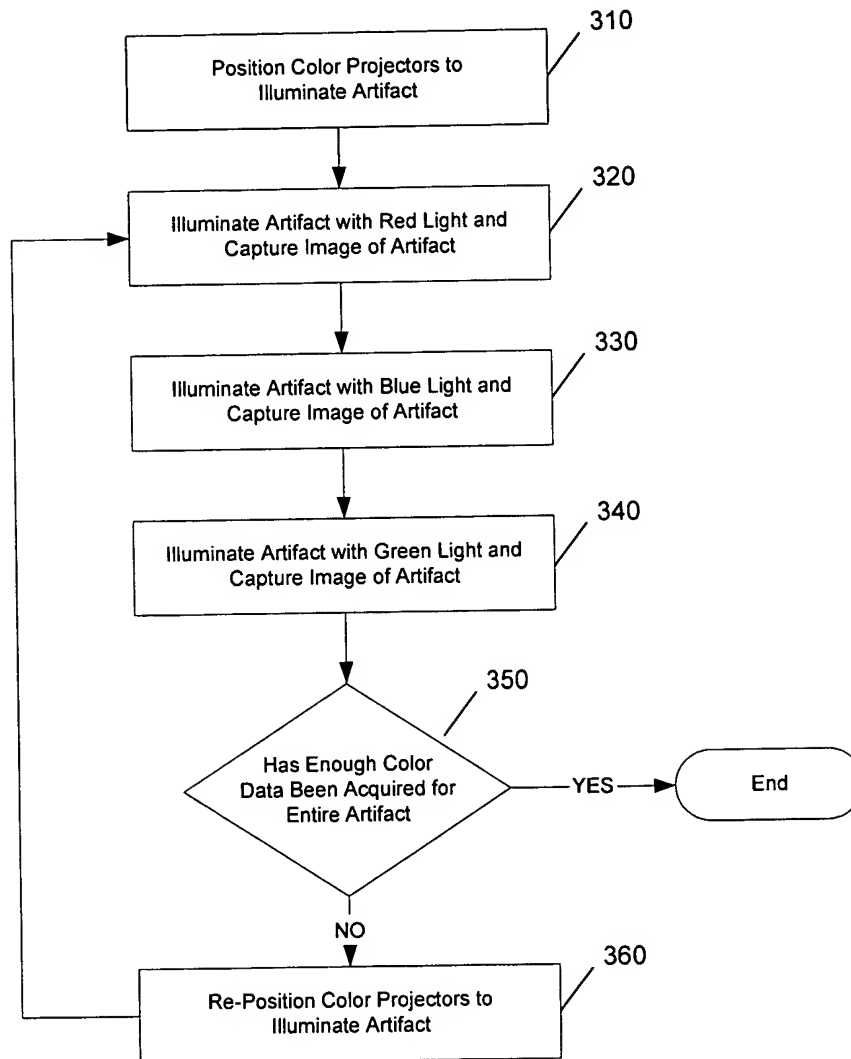 310
Position Color Projectors to
Illuminate Artifact
320
Illuminate Artifact with Red Light and
Capture Image of Artifact
330
Illuminate Artifact with Blue Light and
Capture Image of Artifact
340
Illuminate Artifact with Green Light and
Capture Image of Artifact
350
Has Enough Color
Data Been Acquired for
Entire Artifact
YES
End
NO
360
Re-Position Color Projectors to
Illuminate Artifact